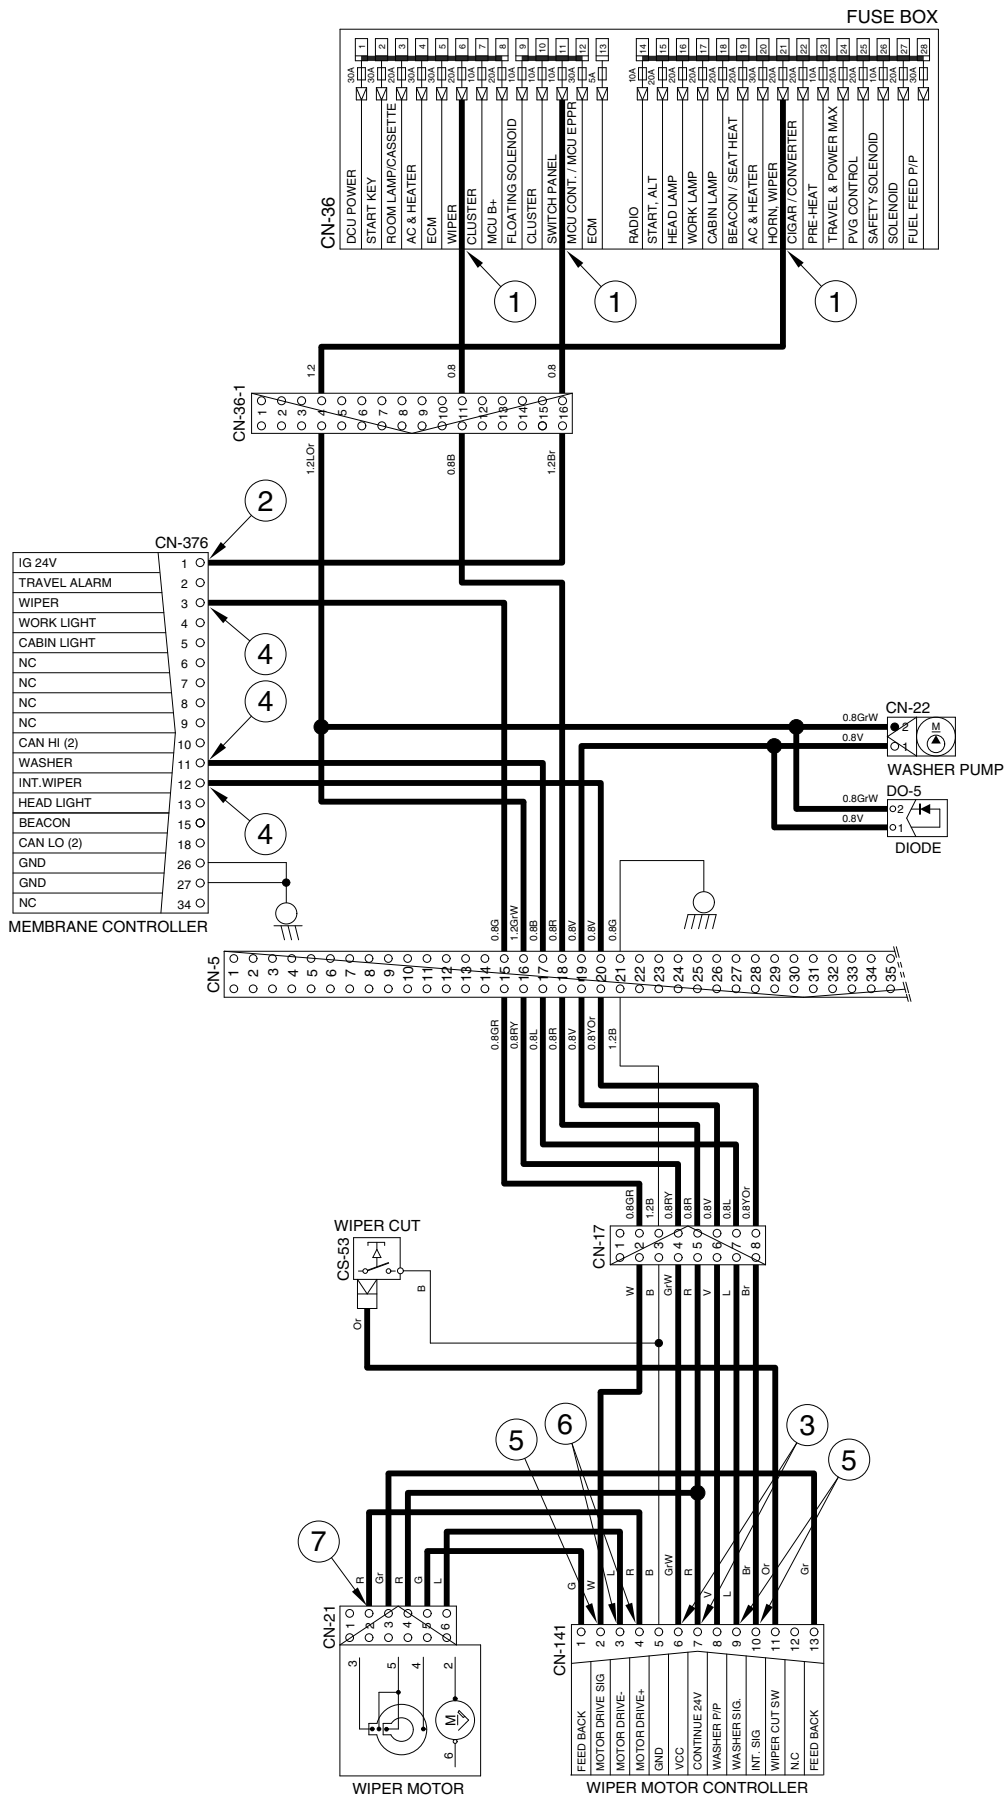 FUSE BOX
1 2 3 4 5 6 7 8 9 10 11 12 13 14 15 16 17 18 19 20 21 22 23 24 25 26 27 28
30A 30A 20A 30A 30A 20A 20A 10A 10A 10A 10A 30A 5A 10A 20A 20A 20A 20A 20A 30A 20A 10A 20A 20A 20A 10A 20A 30A
CN-36
DCU POWER
START KEY
ROOM LAMP/CASSETTE
AC & HEATER
ECM
WIPER
CLUSTER
MCU B+
FLOATING SOLENOID
CLUSTER
SWITCH PANEL
MCU CONT. / MCU EPPR
ECM
RADIO
START, ALT
HEAD LAMP
WORK LAMP
CABIN LAMP
BEACON / SEAT HEAT
AC & HEATER
HORN, WIPER
CIGAR / CONVERTER
PRE-HEAT
TRAVEL & POWER MAX
PVG CONTROL
SAFETY SOLENOID
SOLENOID
FUEL FEED P/P
1 1 1
1.2 0.8 0.8
CN-36-1
1 2 3 4 5 6 7 8 9 10 11 12 13 14 15 16
1.2LOr 0.8B 1.2Br
2
CN-376
IG 24V 1
TRAVEL ALARM 2
WIPER 3
WORK LIGHT 4
CABIN LIGHT 5
NC 6
NC 7
NC 8
NC 9
CAN HI (2) 10
WASHER 11
INT.WIPER 12
HEAD LIGHT 13
BEACON 15
CAN LO (2) 18
GND 26
GND 27
NC 34
MEMBRANE CONTROLLER
4
4
4
CN-22
0.8GrW 2
0.8V 1
M
WASHER PUMP
DO-5
0.8GrW 2
0.8V 1
DIODE
0.8G 1.2GrW 0.8B 0.8R 0.8V 0.8V 0.8G
CN-5
1 2 3 4 5 6 7 8 9 10 11 12 13 14 15 16 17 18 19 20 21 22 23 24 25 26 27 28 29 30 31 32 33 34 35
0.8GR 0.8RY 0.8L 0.8R 0.8V 0.8YOr 1.2B
0.8GR 1.2B 0.8RY 0.8R 0.8V 0.8L 0.8YOr
CN-17
1 2 3 4 5 6 7 8
W B GrW R V L Br
WIPER CUT
CS-53
B
Or
5 6 3 5
7
R Gr R G L
CN-21
1 2 3 4 5 6
3 5 4 2
M
6
WIPER MOTOR
G W L R B GrW R V L Br Or Gr
CN-141
1 2 3 4 5 6 7 8 9 10 11 12 13
FEED BACK
MOTOR DRIVE SIG
MOTOR DRIVE-
MOTOR DRIVE+
GND
VCC
CONTINUE 24V
WASHER P/P
WASHER SIG.
INT. SIG
WIPER CUT SW
N.C
FEED BACK
WIPER MOTOR CONTROLLER